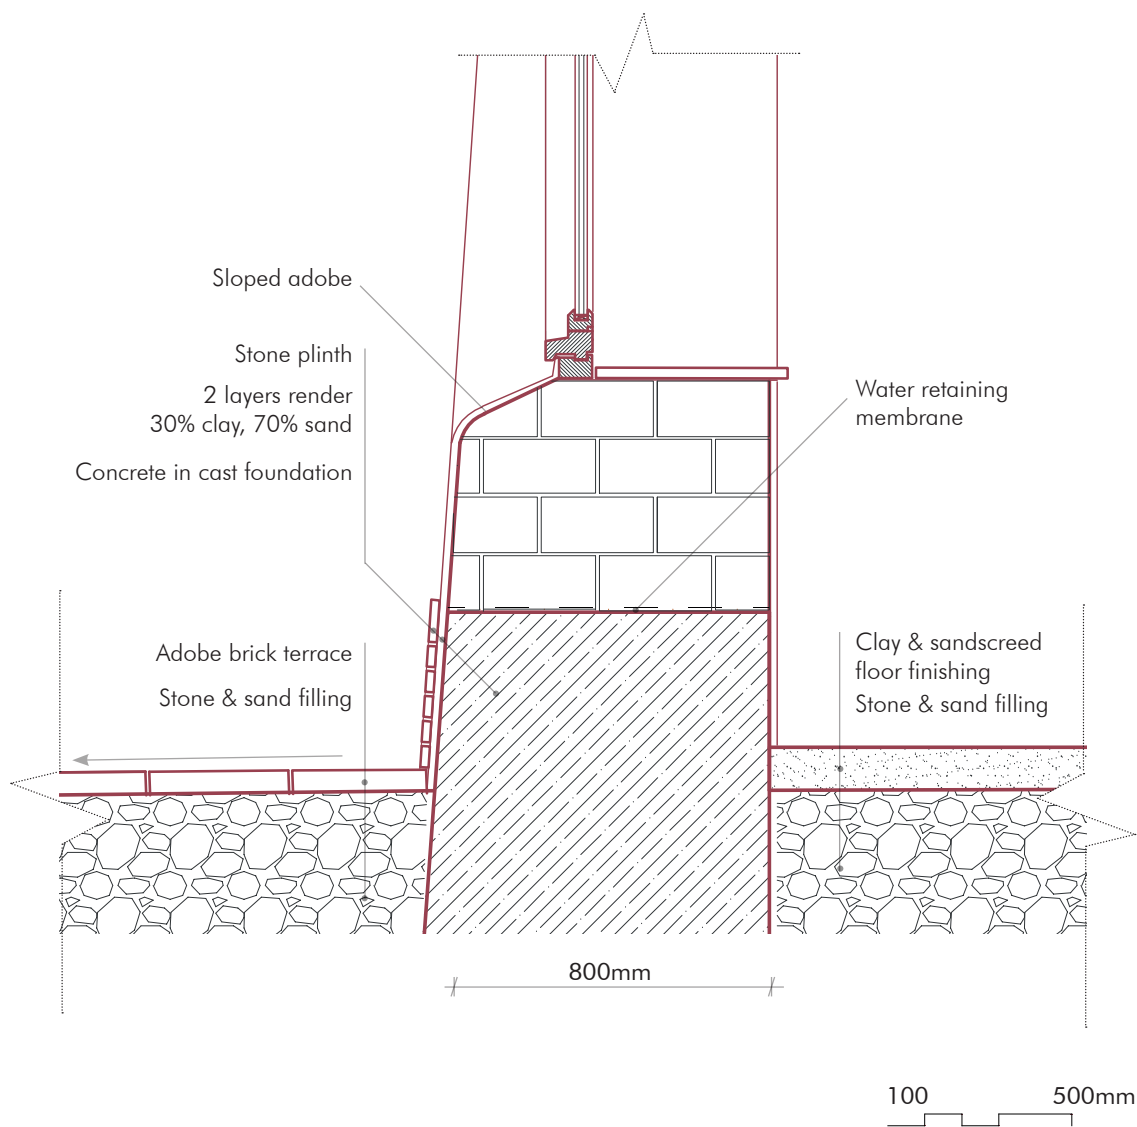 Sloped adobe
Stone plinth
2 layers render
30% clay, 70% sand
Concrete in cast foundation
Water retaining
membrane
Adobe brick terrace
Stone & sand filling
Clay & sandscreed
floor finishing
Stone & sand filling
800mm
100 500mm